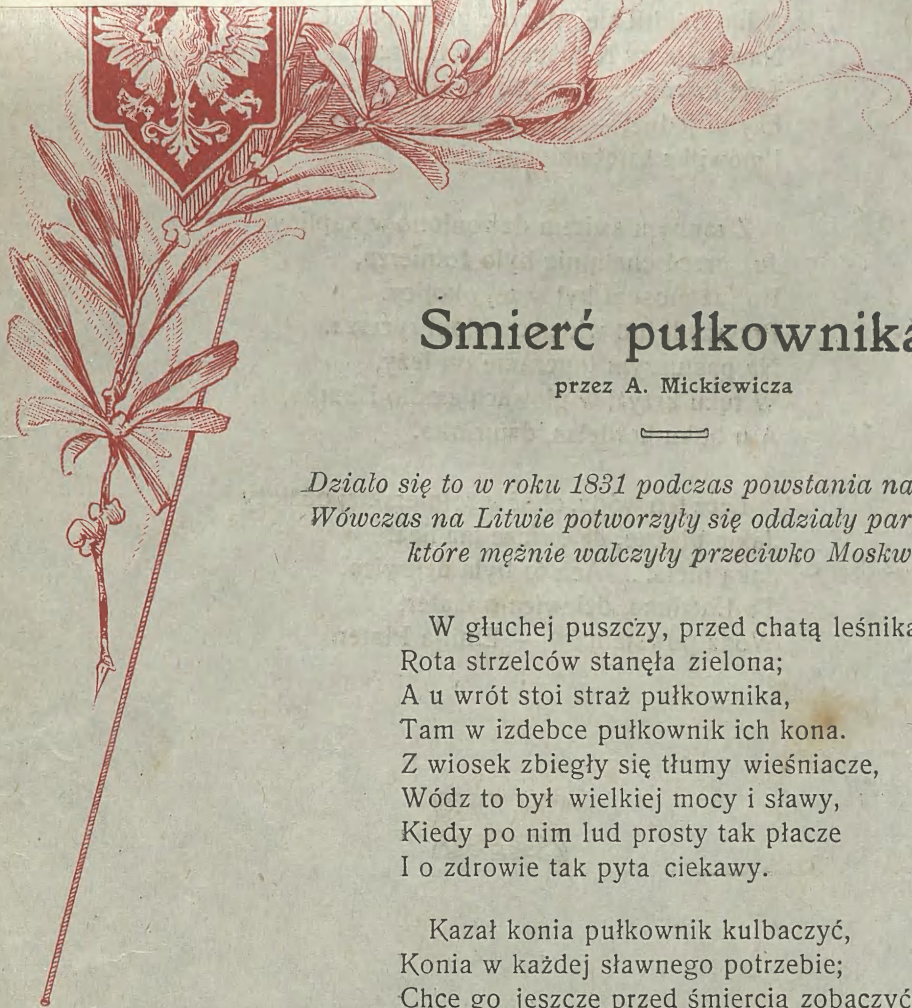 Smierć pułkownika
przez A. Mickiewicza
Działo się to w roku 1831 podczas powstania na
Wówczas na Litwie potworzyły się oddziały par
które mężnie walczyły przeciwko Moskw
W głuchej puszczy, przed chatą leśnika
Rota strzelców stanęła zielona;
A u wrót stoi straż pułkownika,
Tam w izdebce pułkownik ich kona.
Z wiosek zbiegły się tłumy wieśniacze,
Wódz to był wielkiej mocy i sławy,
Kiedy po nim lud prosty tak płacze
I o zdrowie tak pyta ciekawy.
Kazał konia pułkownik kulbaczyć,
Konia w każdej sławnego potrzebie;
Chce go jeszcze przed śmiercią zobaczyć